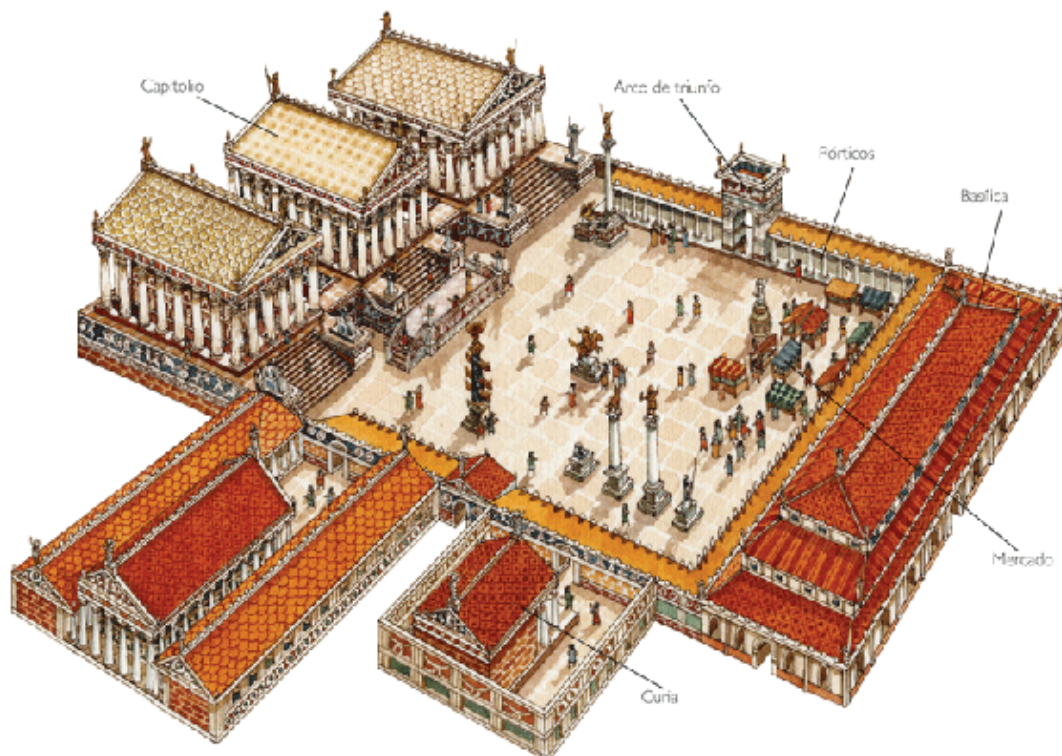 Capitolio
Arco de triunfo
Pórticos
Basílica
Mercado
Curia